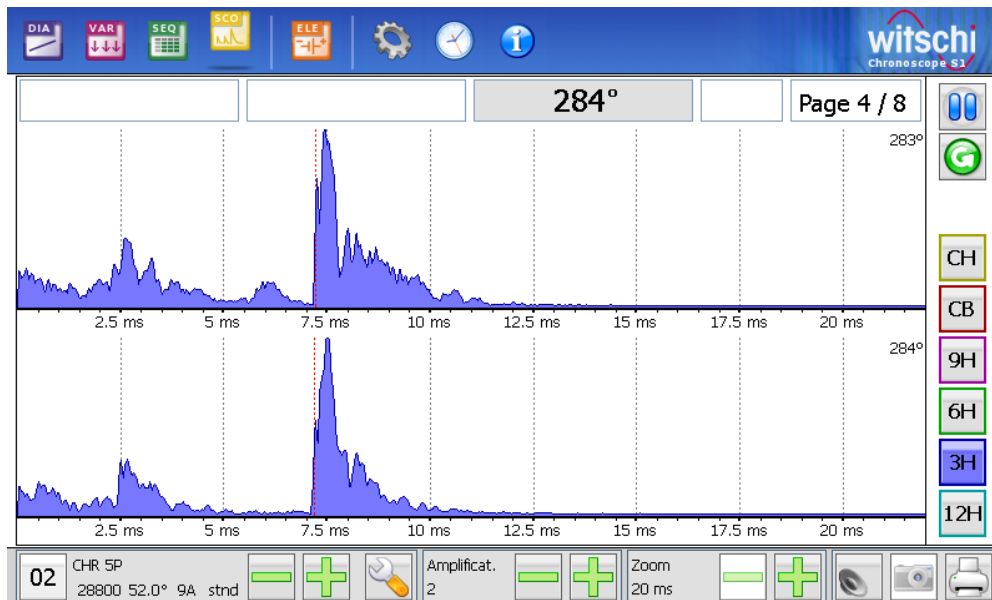 DIA
VAR
SEQ
SCO
ELE
witschi
Chronoscope S1
284°
Page 4 / 8
283°
2.5 ms 5 ms 7.5 ms 10 ms 12.5 ms 15 ms 17.5 ms 20 ms
284°
2.5 ms 5 ms 7.5 ms 10 ms 12.5 ms 15 ms 17.5 ms 20 ms
CH
CB
9H
6H
3H
12H
02
CHR 5P
28800 52.0° 9A stnd
Amplificat.
2
Zoom
20 ms